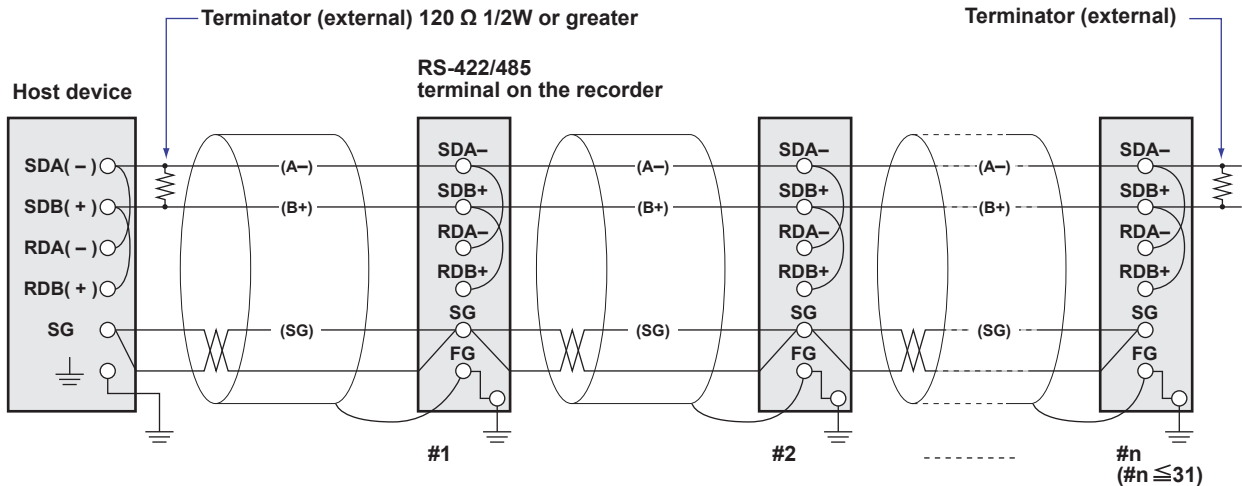 Terminator (external) 120 Ω 1/2W or greater
Terminator (external)
RS-422/485
terminal on the recorder
Host device
SDA( – )
SDB( + )
RDA( – )
RDB( + )
SG
(A–)
(B+)
(SG)
SDA–
SDB+
RDA–
RDB+
SG
FG
#1
(A–)
(B+)
(SG)
SDA–
SDB+
RDA–
RDB+
SG
FG
#2
(A–)
(B+)
(SG)
SDA–
SDB+
RDA–
RDB+
SG
FG
#n
(#n ≦31)